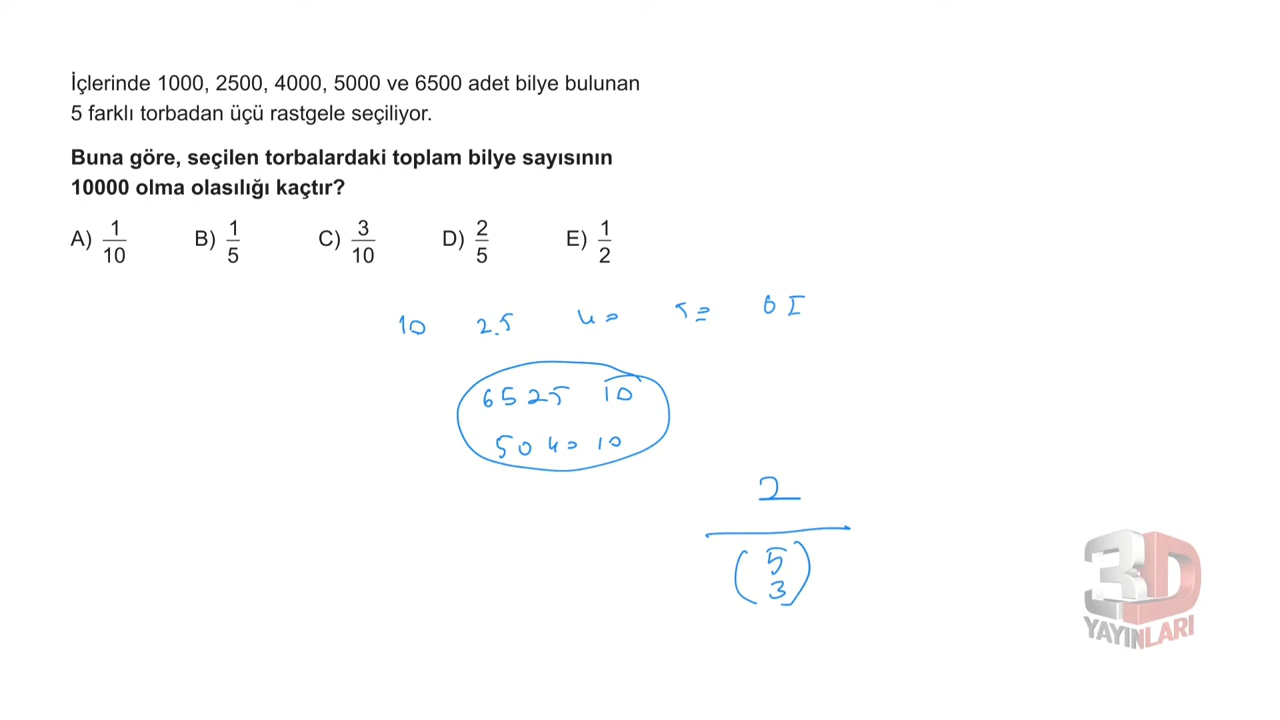 İçlerinde 1000, 2500, 4000, 5000 ve 6500 adet bilye bulunan
5 farklı torbadan üçü rastgele seçiliyor.
Buna göre, seçilen torbalardaki toplam bilye sayısının
10000 olma olasılığı kaçtır?
A) 1/10 B) 1/5 C) 3/10 D) 2/5 E) 1/2
10 25 40 50 65
65 25 10
50 40 10
2
(5
3)
3D
YAYINLARI